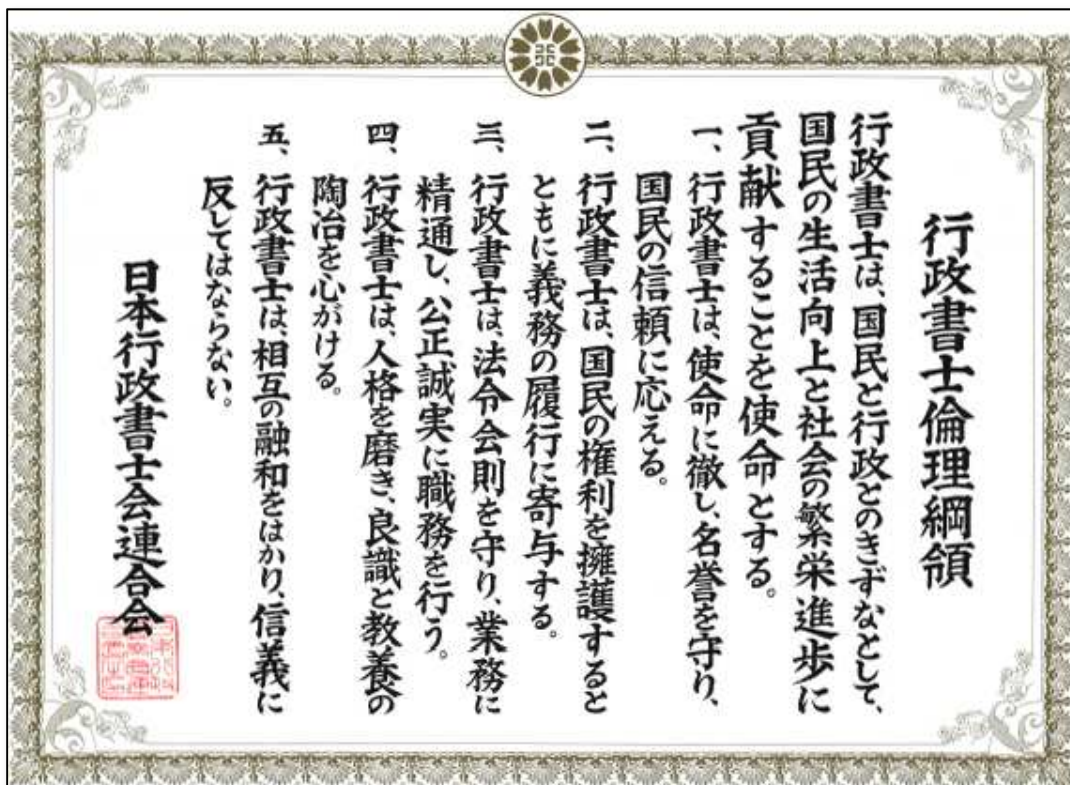 行政書士倫理綱領
行政書士は、国民と行政とのきずなとして、
国民の生活向上と社会の繁栄進歩に
貢献することを使命とする。
一、行政書士は、使命に徹し、名誉を守り、
国民の信頼に応える。
二、行政書士は、国民の権利を擁護すると
ともに義務の履行に寄与する。
三、行政書士は、法令会則を守り、業務に
精通し、公正誠実に職務を行う。
四、行政書士は、人格を磨き、良識と教養の
陶冶を心がける。
五、行政書士は、相互の融和をはかり、信義に
反してはならない。
日本行政書士会連合会